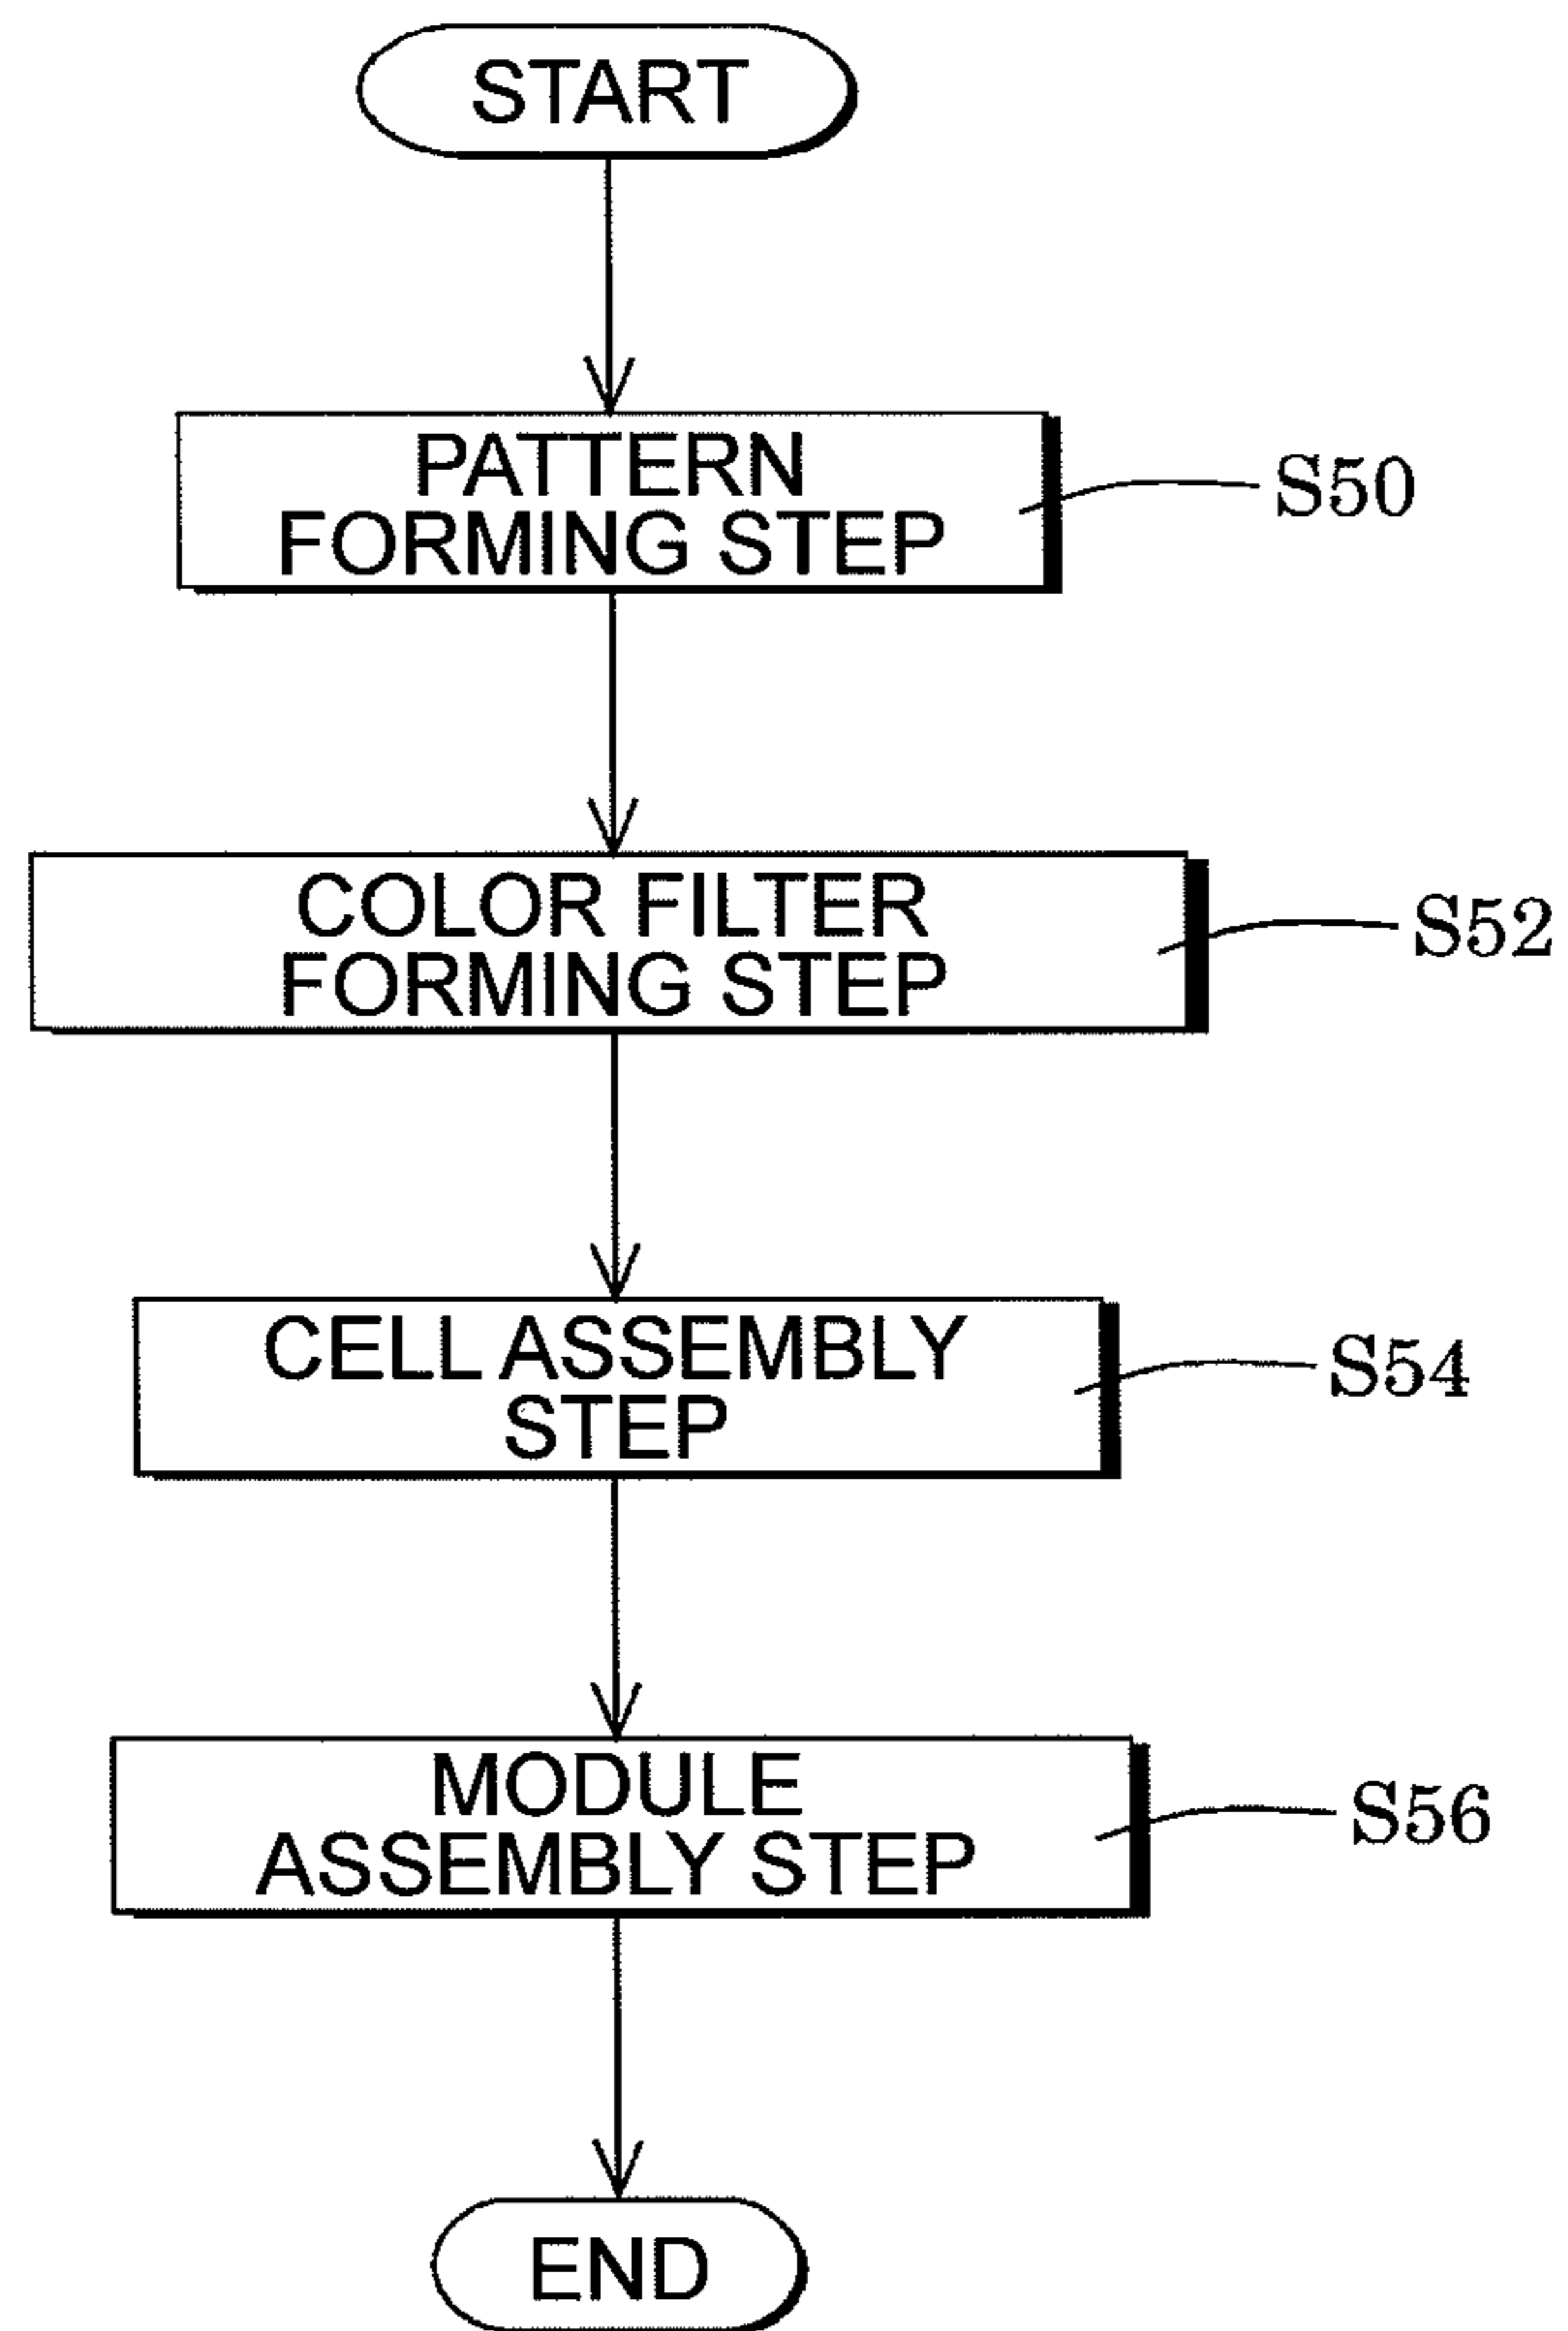 START
PATTERN
FORMING STEP
S50
COLOR FILTER
FORMING STEP
S52
CELL ASSEMBLY
STEP
S54
MODULE
ASSEMBLY STEP
S56
END